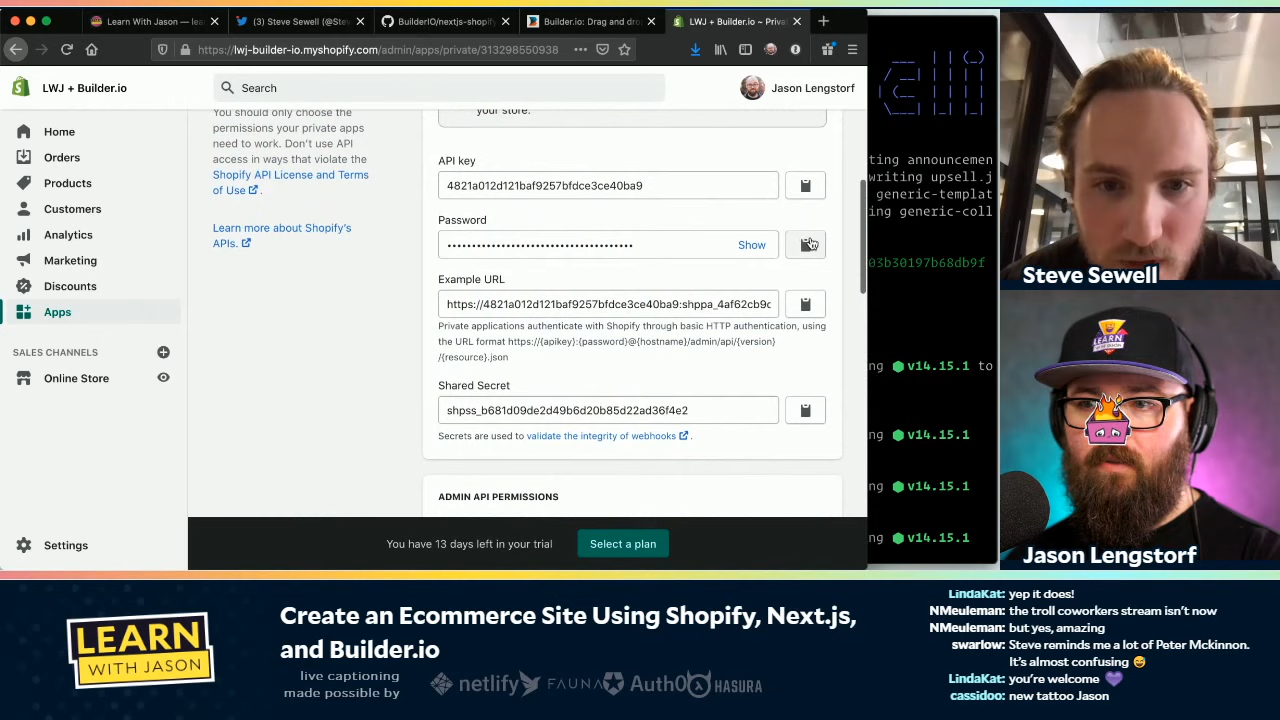 Learn With Jason — lea
(3) Steve Sewell (@Stev
BuilderIO/nextjs-shopify
Builder.io: Drag and dro
LWJ + Builder.io ~ Priva
https://lwj-builder-io.myshopify.com/admin/apps/private/313298550938
LWJ + Builder.io
Search
Jason Lengstorf
Home
Orders
Products
Customers
Analytics
Marketing
Discounts
Apps
SALES CHANNELS
Online Store
Settings
You should only choose the
permissions your private apps
need to work. Don't use API
access in ways that violate the
Shopify API License and Terms
of Use.
Learn more about Shopify's
APIs.
your store.
API key
4821a012d121baf9257bfdce3ce40ba9
Password
•••••••••••••••••••••••••••••••••••••• Show
Example URL
https://4821a012d121baf9257bfdce3ce40ba9:shppa_4af62cb9c
Private applications authenticate with Shopify through basic HTTP authentication, using
the URL format https://{apikey}:{password}@{hostname}/admin/api/{version}
/{resource}.json
Shared Secret
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
Secrets are used to validate the integrity of webhooks.
ADMIN API PERMISSIONS
You have 13 days left in your trial
Select a plan
ting announcemen
writing upsell.j
generic-templat
ing generic-coll
03b30197b68db9f
ng v14.15.1 to
ng v14.15.1
ng v14.15.1
ng v14.15.1
Steve Sewell
LEARN
Jason Lengstorf
LEARN
WITH JASON
Create an Ecommerce Site Using Shopify, Next.js,
and Builder.io
live captioning
made possible by
netlify
FAUNA
Auth0
HASURA
LindaKat: yep it does!
NMeuleman: the troll coworkers stream isn't now
NMeuleman: but yes, amazing
swarlow: Steve reminds me a lot of Peter Mckinnon.
It's almost confusing 😅
LindaKat: you're welcome 💜
cassidoo: new tattoo Jason